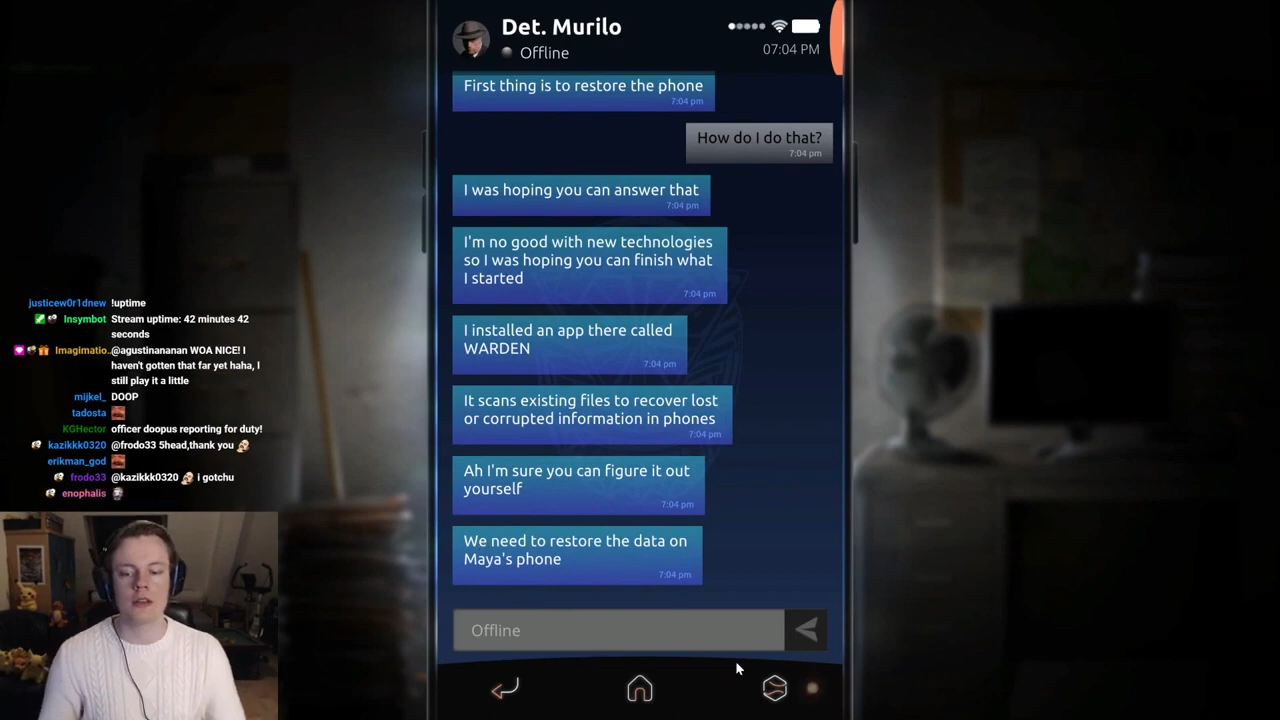 Det. Murilo
Offline
07:04 PM
First thing is to restore the phone
7:04 pm
How do I do that?
7:04 pm
I was hoping you can answer that
7:04 pm
I'm no good with new technologies
so I was hoping you can finish what
I started
7:04 pm
I installed an app there called
WARDEN
7:04 pm
It scans existing files to recover lost
or corrupted information in phones
7:04 pm
Ah I'm sure you can figure it out
yourself
7:04 pm
We need to restore the data on
Maya's phone
7:04 pm
Offline
justicew0r1dnew !uptime
Insymbot Stream uptime: 42 minutes 42
seconds
Imaginatio.. @agustinananan WOA NICE! I
haven't gotten that far yet haha, I
still play it a little
mijkel_ DOOP
tadosta
KGHector officer doopus reporting for duty!
kazikkk0320 @frodo33 5head,thank you
erikman_god
frodo33 @kazikkk0320 i gotchu
enophalis